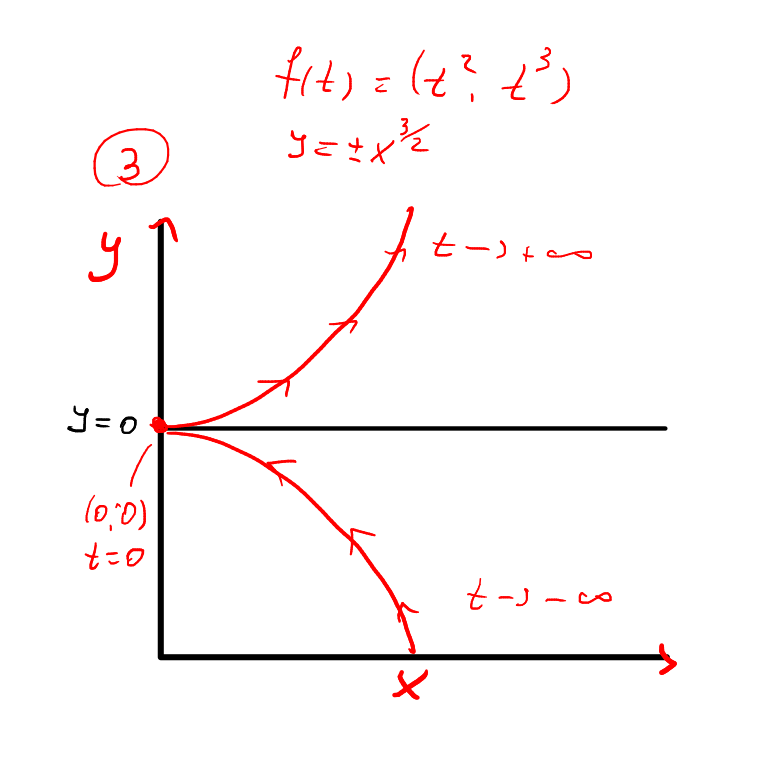 f(t) = (t², t³)
y = ± x^3/2
3
y
t → +∞
y = 0
(0,0)
t = 0
t → -∞
x